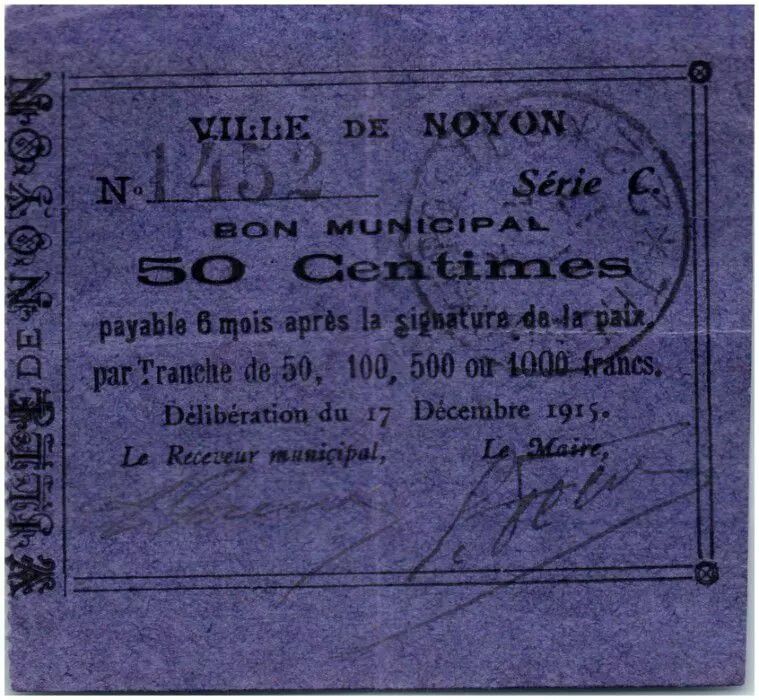 VILLE DE NOYON
VILLE DE NOYON
No 1452 Série C.
BON MUNICIPAL
50 Centimes
payable 6 mois après la signature de la paix,
par Tranche de 50, 100, 500 ou 1000 francs.
Délibération du 17 Décembre 1915.
Le Receveur municipal, Le Maire,